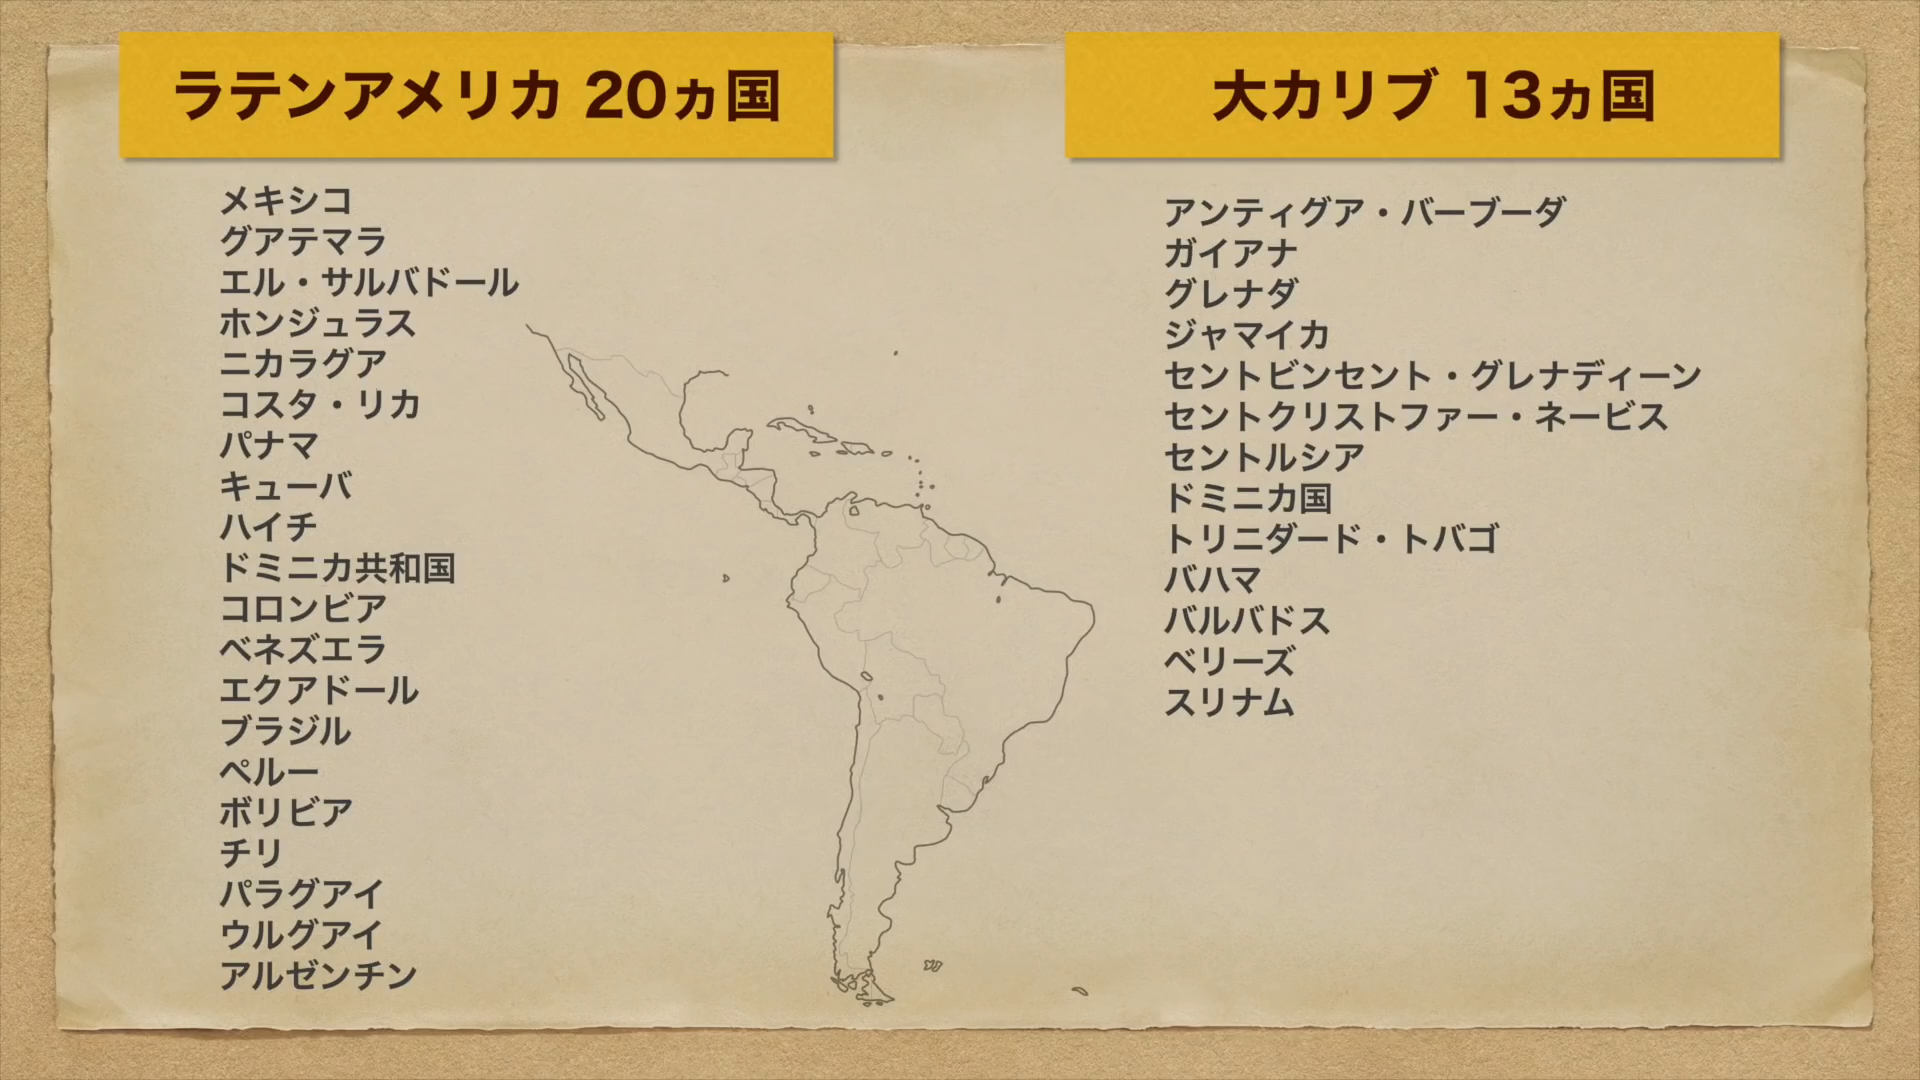 ラテンアメリカ 20ヵ国
メキシコ
グアテマラ
エル・サルバドール
ホンジュラス
ニカラグア
コスタ・リカ
パナマ
キューバ
ハイチ
ドミニカ共和国
コロンビア
ベネズエラ
エクアドール
ブラジル
ペルー
ボリビア
チリ
パラグアイ
ウルグアイ
アルゼンチン
大カリブ 13ヵ国
アンティグア・バーブーダ
ガイアナ
グレナダ
ジャマイカ
セントビンセント・グレナディーン
セントクリストファー・ネービス
セントルシア
ドミニカ国
トリニダード・トバゴ
バハマ
バルバドス
ベリーズ
スリナム